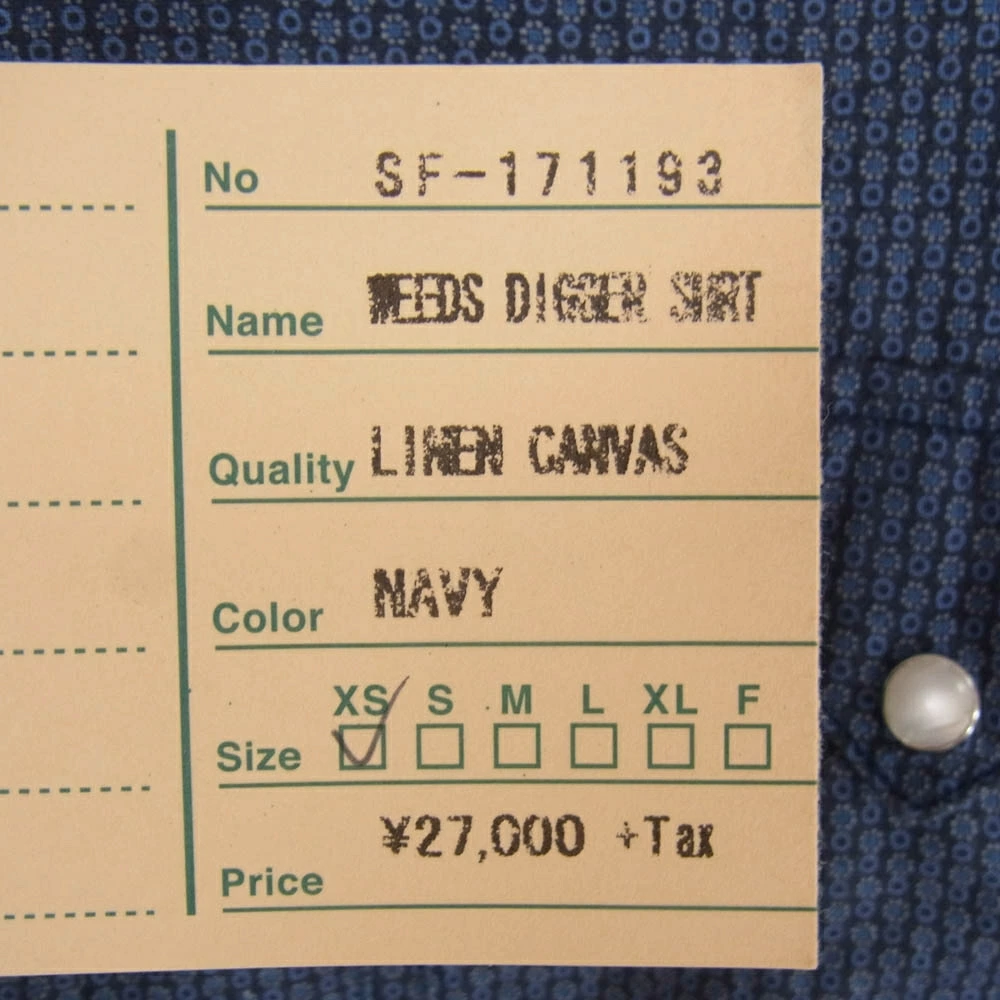 No SF-171193
Name WEEDS DIGGER SHIRT
Quality LINEN CANVAS
Color NAVY
XS S M L XL F
Size
¥27,000 +Tax
Price